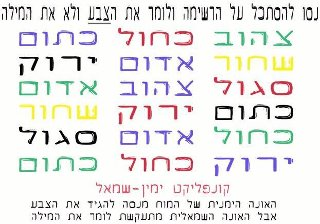 נסו להסתכל על הרשימה ולומר את הצבע ולא את המילה
צהוב כחול כתום
שחור אדום ירוק
סגול כחול אדום
כתום ירוק שחור
אדום כחול סגול
ירוק כחול כתום
קונפליקט ימין-שמאל
האונה הימנית של המוח מנסה להגיד את הצבע
אבל האונה השמאלית מתעקשת לומר את המילה